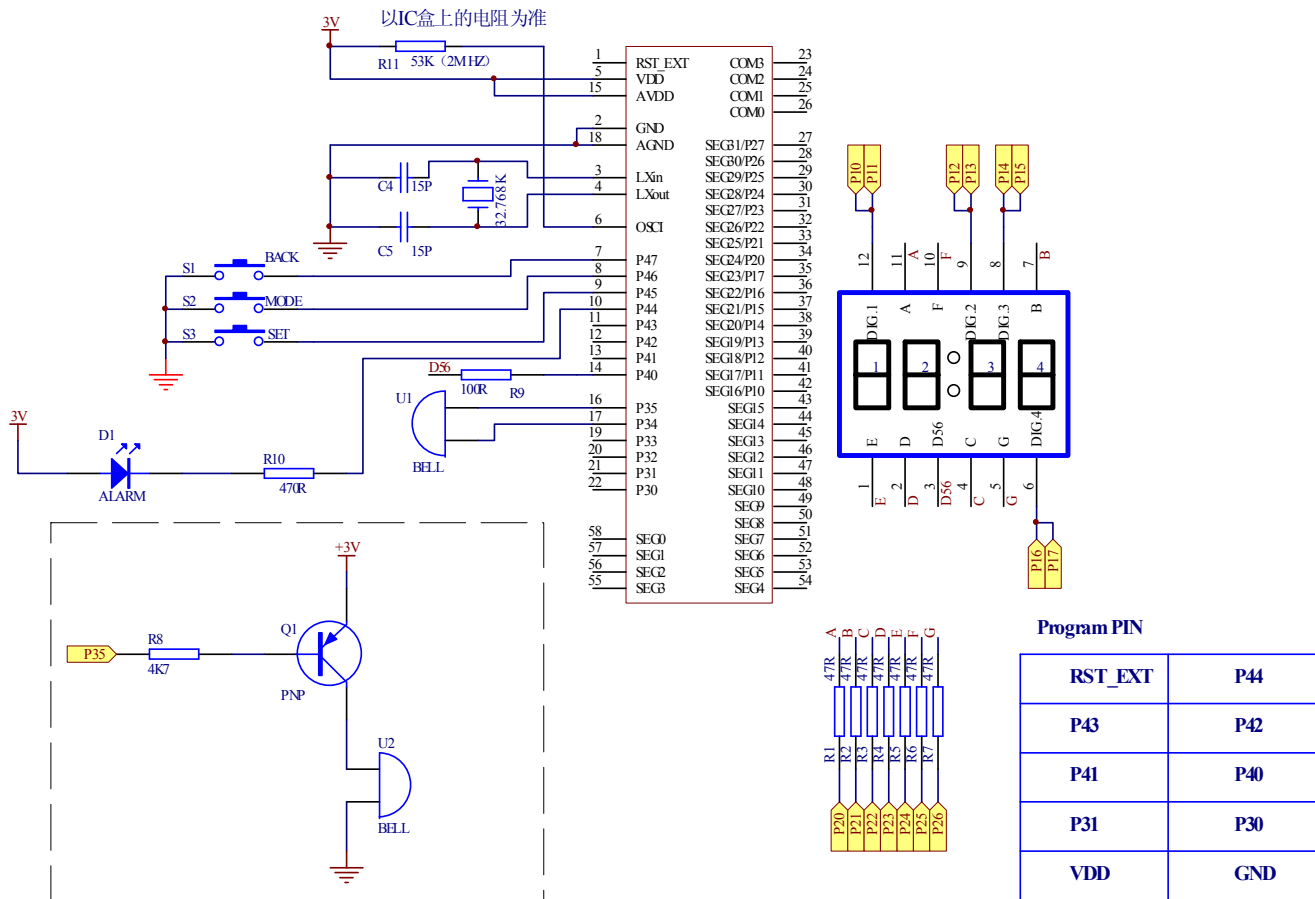 以IC盒上的电阻为准
3V
R11
53K（2MHZ）
1 RST_EXT
5 VDD
15 AVDD
2 GND
18 AGND
3 LXin
4 LXout
6 OSCI
7 P47
8 P46
9 P45
10 P44
11 P43
12 P42
13 P41
14 P40
16 P35
17 P34
19 P33
20 P32
21 P31
22 P30
58 SEG0
57 SEG1
56 SEG2
55 SEG3
COM3 23
COM2 24
COM1 25
COM0 26
SEG31/P27 27
SEG30/P26 28
SEG29/P25 29
SEG28/P24 30
SEG27/P23 31
SEG26/P22 32
SEG25/P21 33
SEG24/P20 34
SEG23/P17 35
SEG22/P16 36
SEG21/P15 37
SEG20/P14 38
SEG19/P13 39
SEG18/P12 40
SEG17/P11 41
SEG16/P10 42
SEG15 43
SEG14 44
SEG13 45
SEG12 46
SEG11 47
SEG10 48
SEG9 49
SEG8 50
SEG7 51
SEG6 52
SEG5 53
SEG4 54
C4 15P
32.768K
C5 15P
S1 BACK
S2 MODE
S3 SET
D56
100R R9
U1
BELL
3V
D1
ALARM
R10
470R
+3V
P35
R8
4K7
Q1
PNP
U2
BELL
P10 P11 P12 P13 P14 P15
12 11 10 9 8 7
A F B
DIG.1 A F DIG.2 DIG.3 B
1 2 3 4
E D D56 C G DIG.4
1 2 3 4 5 6
E D D56 C G
P16 P17
A B C D E F G
47R 47R 47R 47R 47R 47R 47R
R1 R2 R3 R4 R5 R6 R7
P20 P21 P22 P23 P24 P25 P26
Program PIN
RST_EXT P44
P43 P42
P41 P40
P31 P30
VDD GND